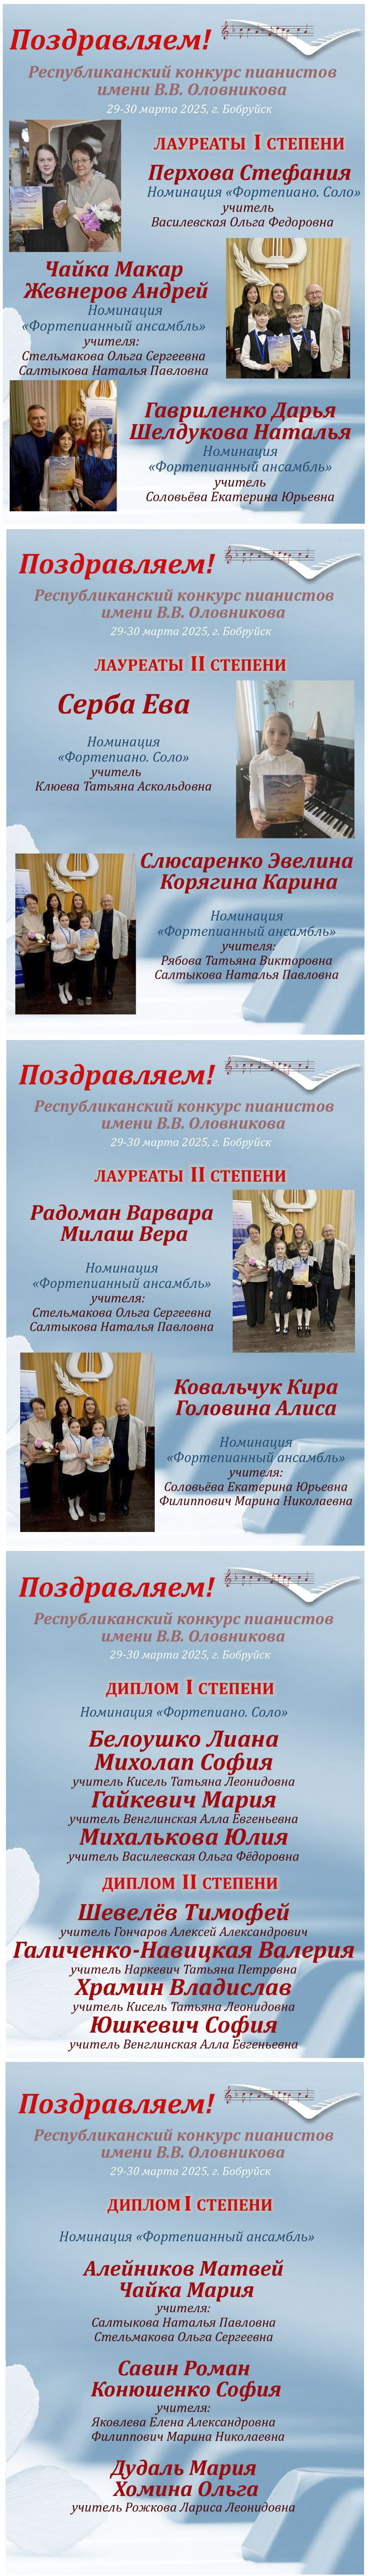 Поздравляем!
Республиканский конкурс пианистов
имени В.В. Оловникова
29-30 марта 2025, г. Бобруйск
ЛАУРЕАТЫ I СТЕПЕНИ
Перхова Стефания
Номинация «Фортепиано. Соло»
учитель
Василевская Ольга Федоровна
Чайка Макар
Жевнеров Андрей
Номинация
«Фортепианный ансамбль»
учителя:
Стельмакова Ольга Сергеевна
Салтыкова Наталья Павловна
Гавриленко Дарья
Шелдукова Наталья
Номинация
«Фортепианный ансамбль»
учитель
Соловьёва Екатерина Юрьевна
Поздравляем!
Республиканский конкурс пианистов
имени В.В. Оловникова
29-30 марта 2025, г. Бобруйск
ЛАУРЕАТЫ II СТЕПЕНИ
Серба Ева
Номинация
«Фортепиано. Соло»
учитель
Клюева Татьяна Аскольдовна
Слюсаренко Эвелина
Корягина Карина
Номинация
«Фортепианный ансамбль»
учителя:
Рябова Татьяна Викторовна
Салтыкова Наталья Павловна
Поздравляем!
Республиканский конкурс пианистов
имени В.В. Оловникова
29-30 марта 2025, г. Бобруйск
ЛАУРЕАТЫ II СТЕПЕНИ
Радоман Варвара
Милаш Вера
Номинация
«Фортепианный ансамбль»
учителя:
Стельмакова Ольга Сергеевна
Салтыкова Наталья Павловна
Ковальчук Кира
Головина Алиса
Номинация
«Фортепианный ансамбль»
учителя:
Соловьёва Екатерина Юрьевна
Филиппович Марина Николаевна
Поздравляем!
Республиканский конкурс пианистов
имени В.В. Оловникова
29-30 марта 2025, г. Бобруйск
ДИПЛОМ I СТЕПЕНИ
Номинация «Фортепиано. Соло»
Белоушко Лиана
Михолап София
учитель Кисель Татьяна Леонидовна
Гайкевич Мария
учитель Венглинская Алла Евгеньевна
Михалькова Юлия
учитель Василевская Ольга Фёдоровна
ДИПЛОМ II СТЕПЕНИ
Шевелёв Тимофей
учитель Гончаров Алексей Александрович
Галиченко-Навицкая Валерия
учитель Наркевич Татьяна Петровна
Храмин Владислав
учитель Кисель Татьяна Леонидовна
Юшкевич София
учитель Венглинская Алла Евгеньевна
Поздравляем!
Республиканский конкурс пианистов
имени В.В. Оловникова
29-30 марта 2025, г. Бобруйск
ДИПЛОМ I СТЕПЕНИ
Номинация «Фортепианный ансамбль»
Алейников Матвей
Чайка Мария
учителя:
Салтыкова Наталья Павловна
Стельмакова Ольга Сергеевна
Савин Роман
Конюшенко София
учителя:
Яковлева Елена Александровна
Филиппович Марина Николаевна
Дудаль Мария
Хомина Ольга
учитель Рожкова Лариса Леонидовна